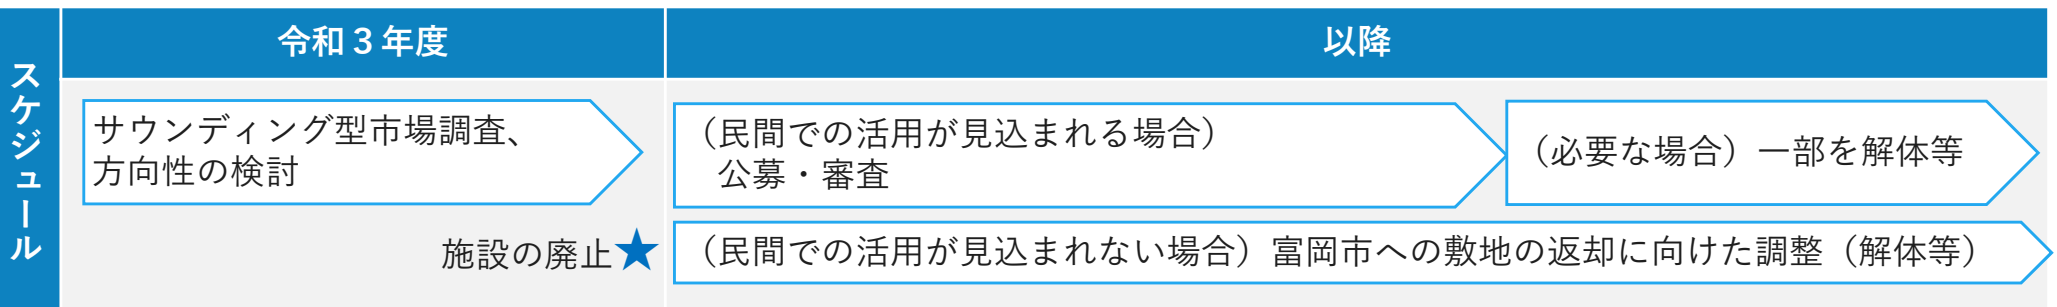 スケジュール
令和３年度
以降
サウンディング型市場調査、
方向性の検討
（民間での活用が見込まれる場合）
公募・審査
（必要な場合）一部を解体等
施設の廃止★
（民間での活用が見込まれない場合）富岡市への敷地の返却に向けた調整（解体等）